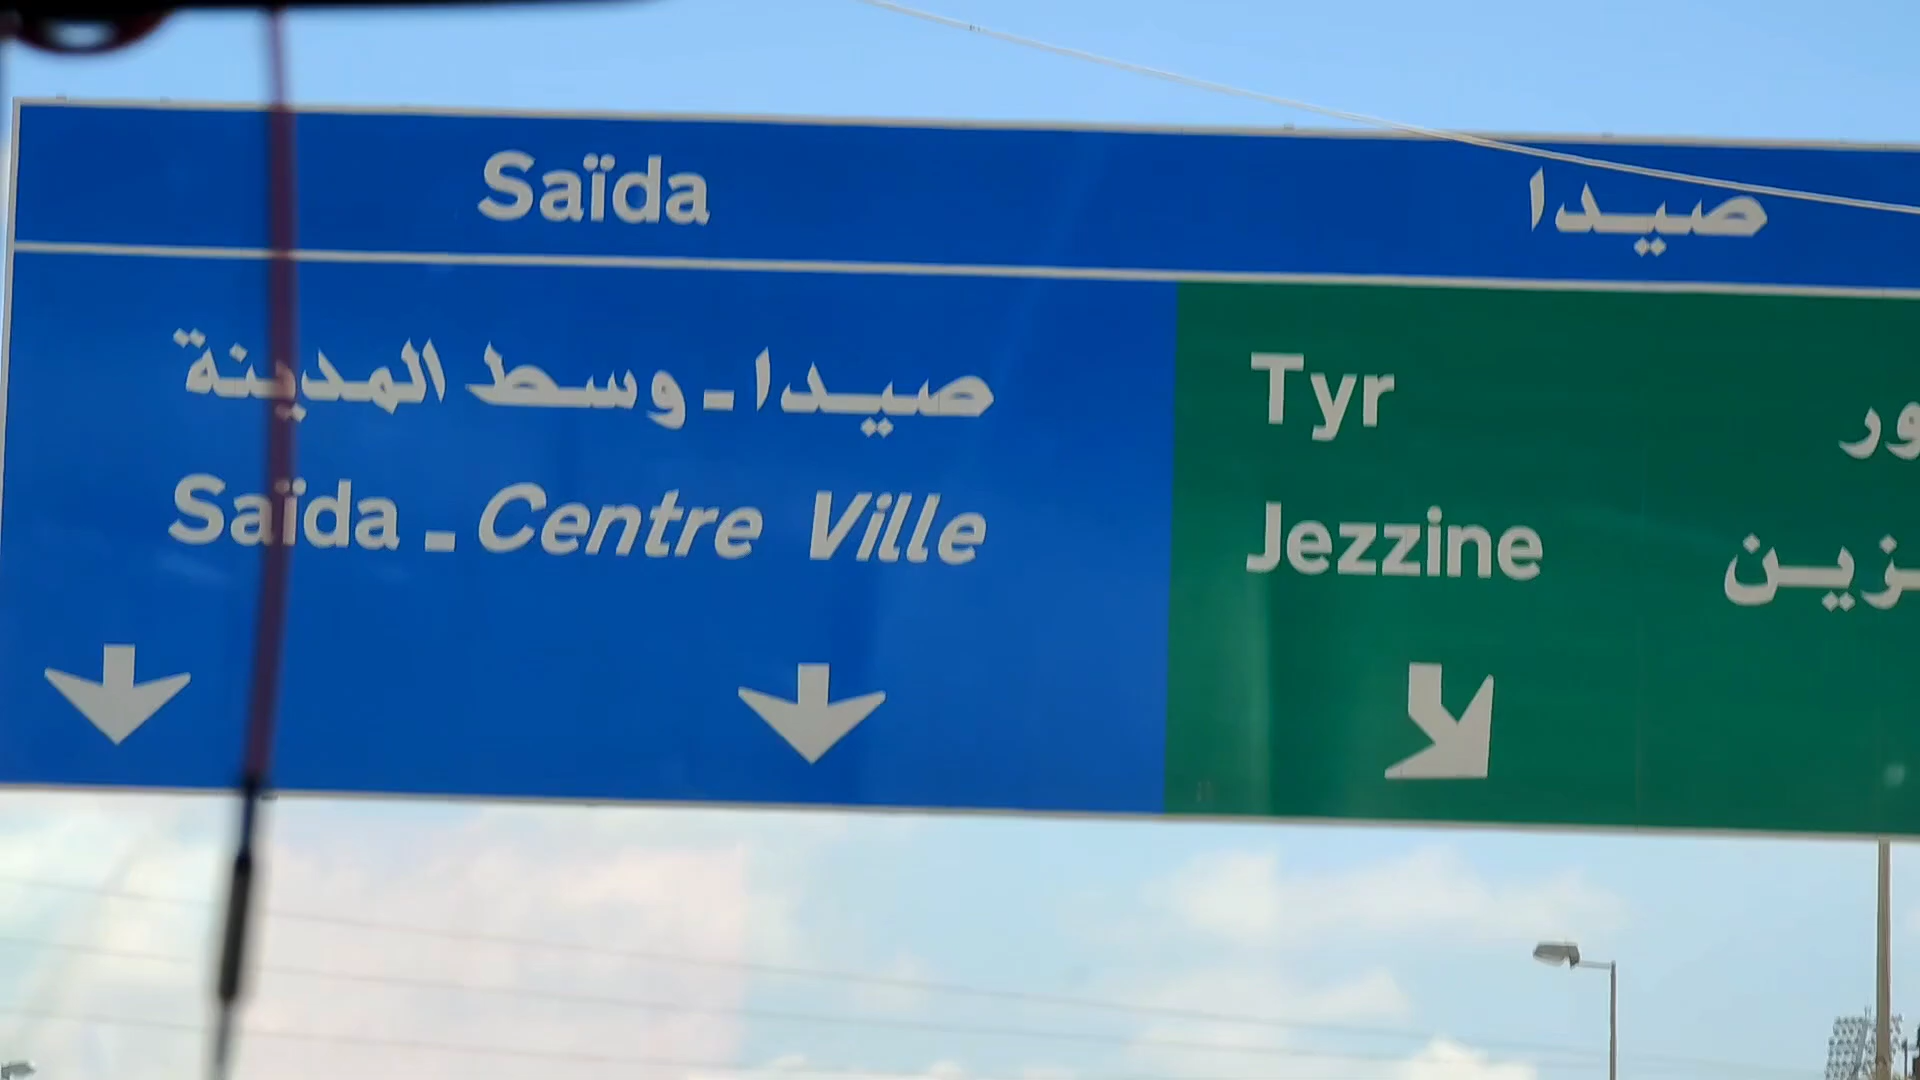 Saïda صيدا
صيدا - وسط المدينة
Saïda - Centre Ville
Tyr
Jezzine